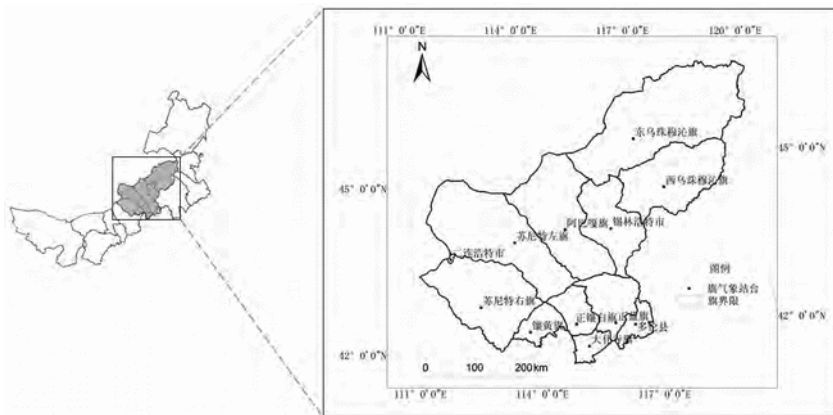 111° 0′0″E 114° 0′0″E 117° 0′0″E 120° 0′0″E
N
东乌珠穆沁旗
45° 0′0″N
西乌珠穆沁旗
45° 0′0″N
阿巴嘎旗 锡林浩特市
苏尼特左旗
二连浩特市
图例
旗气象站台
旗界限
苏尼特右旗
42° 0′0″N
正镶白旗
镶黄旗
多伦县
42° 0′0″N
0 100 200km
111° 0′0″E 114° 0′0″E 117° 0′0″E